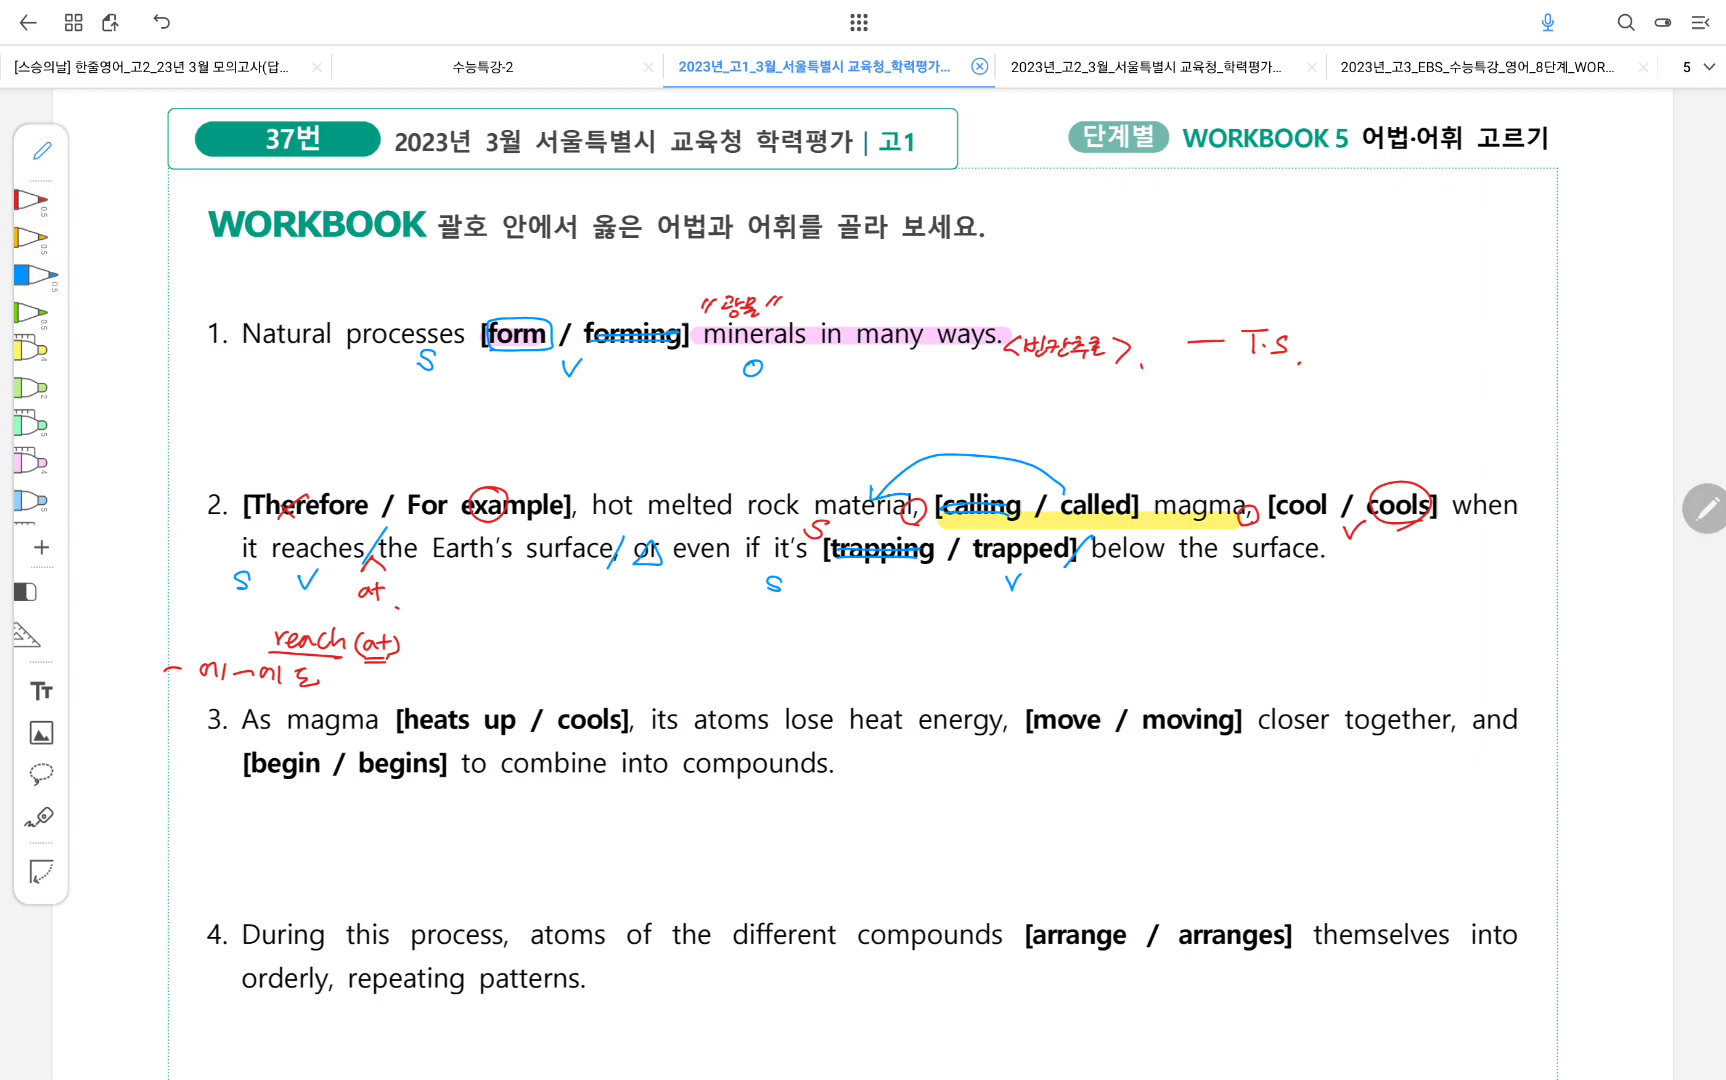 [스승의날] 한줄영어_고2_23년 3월 모의고사(답...
수능특강-2
2023년_고1_3월_서울특별시 교육청_학력평가...
2023년_고2_3월_서울특별시 교육청_학력평가...
2023년_고3_EBS_수능특강_영어_8단계_WOR...
5
37번 2023년 3월 서울특별시 교육청 학력평가 | 고1
단계별 WORKBOOK 5 어법·어휘 고르기
WORKBOOK 괄호 안에서 옳은 어법과 어휘를 골라 보세요.
"광물"
1. Natural processes [form / forming] minerals in many ways. <빈칸추론>. — T.S.
S V O
2. [Therefore / For example], hot melted rock material, [calling / called] magma, [cool / cools] when
S V
it reaches the Earth's surface, or even if it's [trapping / trapped] below the surface.
S V at. S V
reach (at)
~에 ~에도
3. As magma [heats up / cools], its atoms lose heat energy, [move / moving] closer together, and
[begin / begins] to combine into compounds.
4. During this process, atoms of the different compounds [arrange / arranges] themselves into
orderly, repeating patterns.
Tт